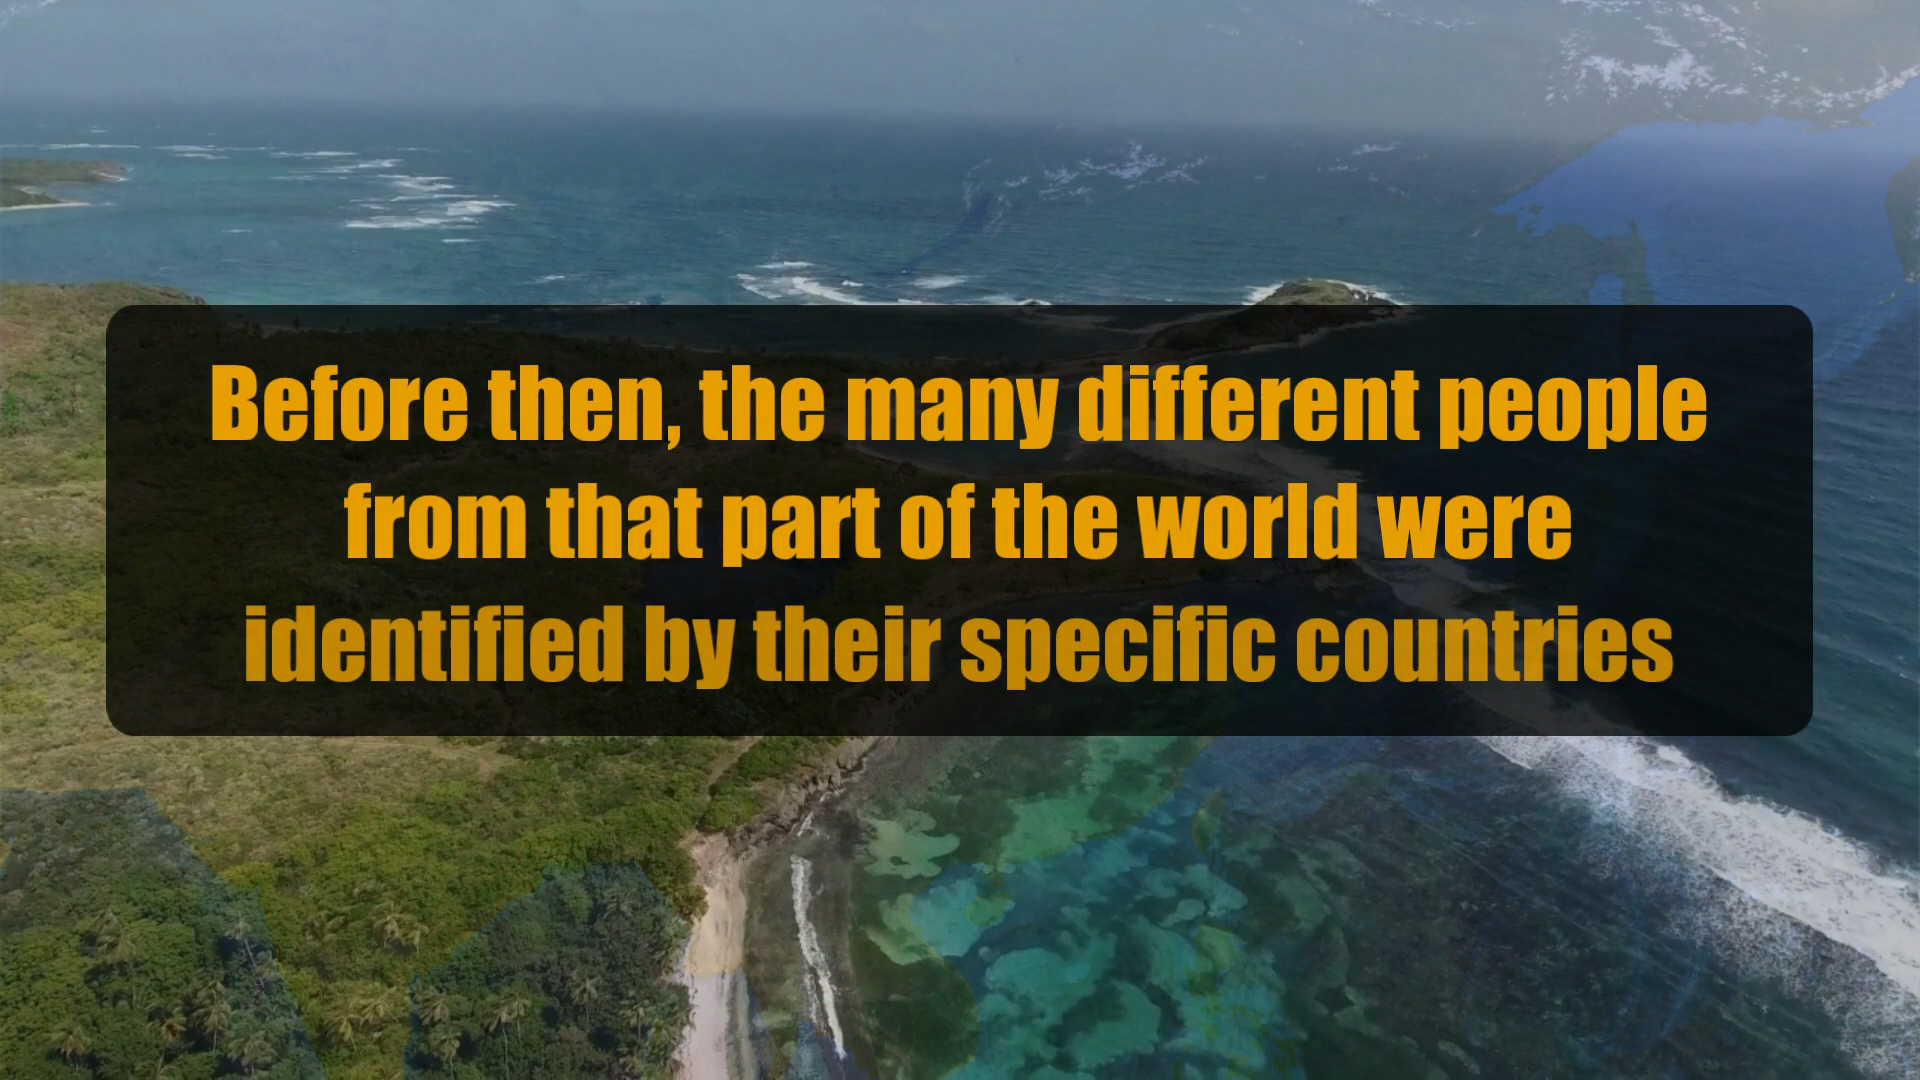 Before then, the many different people
from that part of the world were
identified by their specific countries